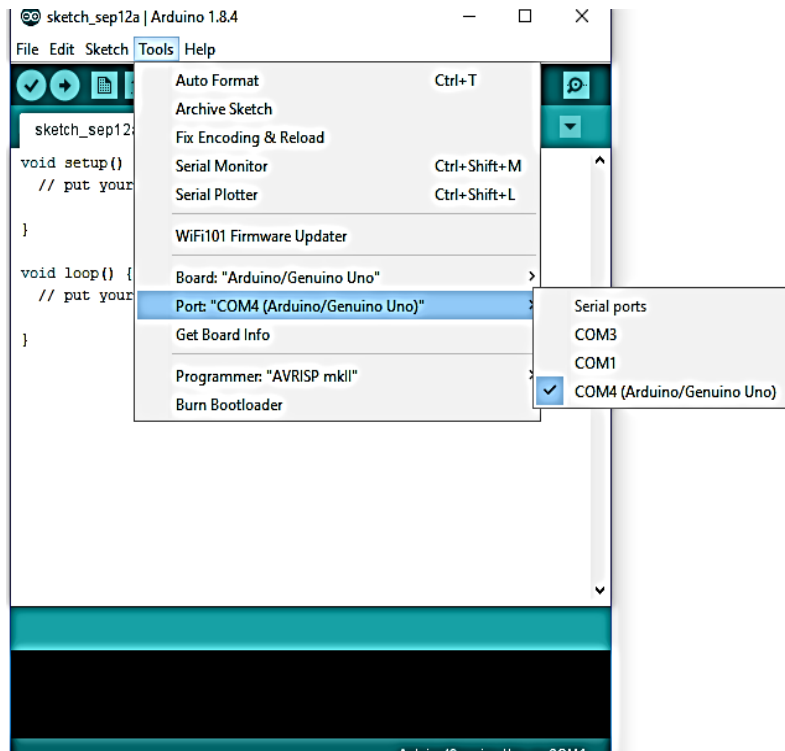 sketch_sep12a | Arduino 1.8.4
File Edit Sketch Tools Help
Auto Format Ctrl+T
Archive Sketch
Fix Encoding & Reload
Serial Monitor Ctrl+Shift+M
Serial Plotter Ctrl+Shift+L
WiFi101 Firmware Updater
Board: "Arduino/Genuino Uno"
Port: "COM4 (Arduino/Genuino Uno)"
Get Board Info
Programmer: "AVRISP mkII"
Burn Bootloader
Serial ports
COM3
COM1
COM4 (Arduino/Genuino Uno)
sketch_sep12a
void setup()
// put your
}
void loop() {
// put your
}